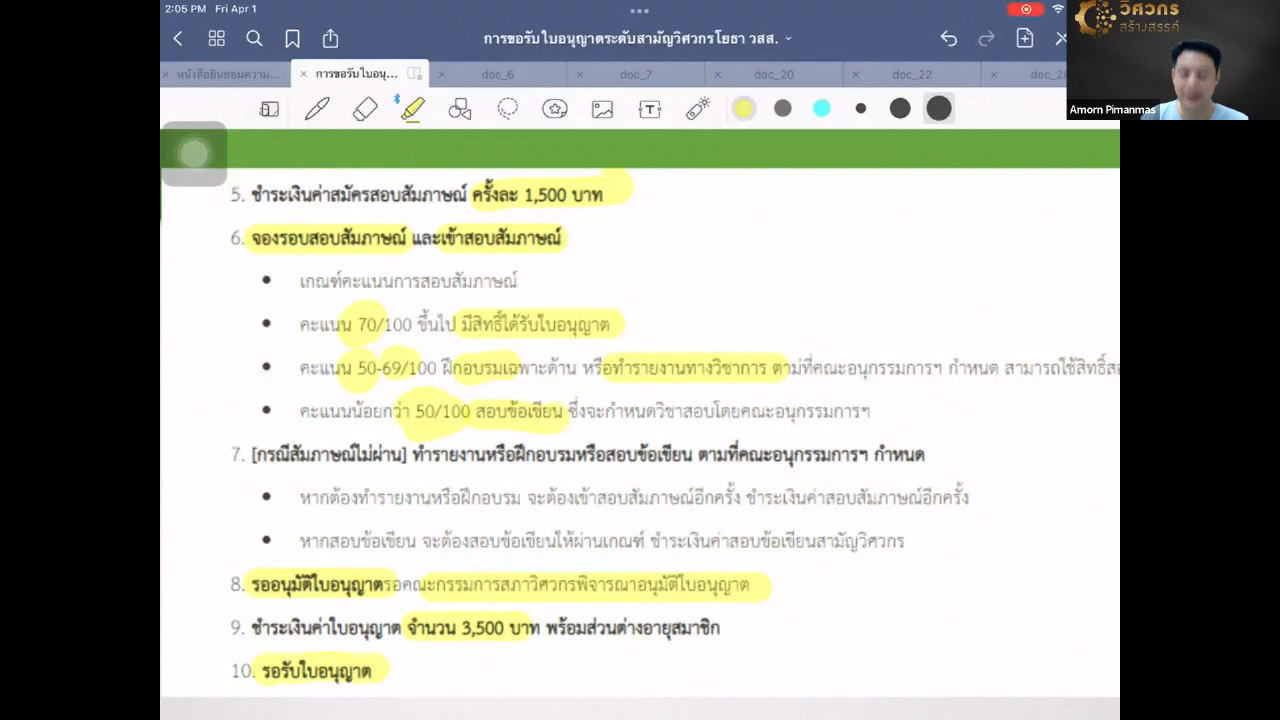 2:05 PM Fri Apr 1
วิศวกร
สร้างสรรค์
การขอรับใบอนุญาตระดับสามัญวิศวกรโยธา วสส.
หนังสือยินยอมความ... การขอรับใบอนุ... doc_6 doc_7 doc_20 doc_22
Amorn Pimanmas
5. ชำระเงินค่าสมัครสอบสัมภาษณ์ ครั้งละ 1,500 บาท
6. จองรอบสอบสัมภาษณ์ และเข้าสอบสัมภาษณ์
• เกณฑ์คะแนนการสอบสัมภาษณ์
• คะแนน 70/100 ขึ้นไป มีสิทธิ์ได้รับใบอนุญาต
• คะแนน 50-69/100 ฝึกอบรมเฉพาะด้าน หรือทำรายงานทางวิชาการ ตามที่คณะอนุกรรมการฯ กำหนด สามารถใช้สิทธิ์ส
• คะแนนน้อยกว่า 50/100 สอบข้อเขียน ซึ่งจะกำหนดวิชาสอบโดยคณะอนุกรรมการฯ
7. [กรณีสัมภาษณ์ไม่ผ่าน] ทำรายงานหรือฝึกอบรมหรือสอบข้อเขียน ตามที่คณะอนุกรรมการฯ กำหนด
• หากต้องทำรายงานหรือฝึกอบรม จะต้องเข้าสอบสัมภาษณ์อีกครั้ง ชำระเงินค่าสอบสัมภาษณ์อีกครั้ง
• หากสอบข้อเขียน จะต้องสอบข้อเขียนให้ผ่านเกณฑ์ ชำระเงินค่าสอบข้อเขียนสามัญวิศวกร
8. รออนุมัติใบอนุญาตรอคณะกรรมการสภาวิศวกรพิจารณาอนุมัติใบอนุญาต
9. ชำระเงินค่าใบอนุญาต จำนวน 3,500 บาท พร้อมส่วนต่างอายุสมาชิก
10. รอรับใบอนุญาต